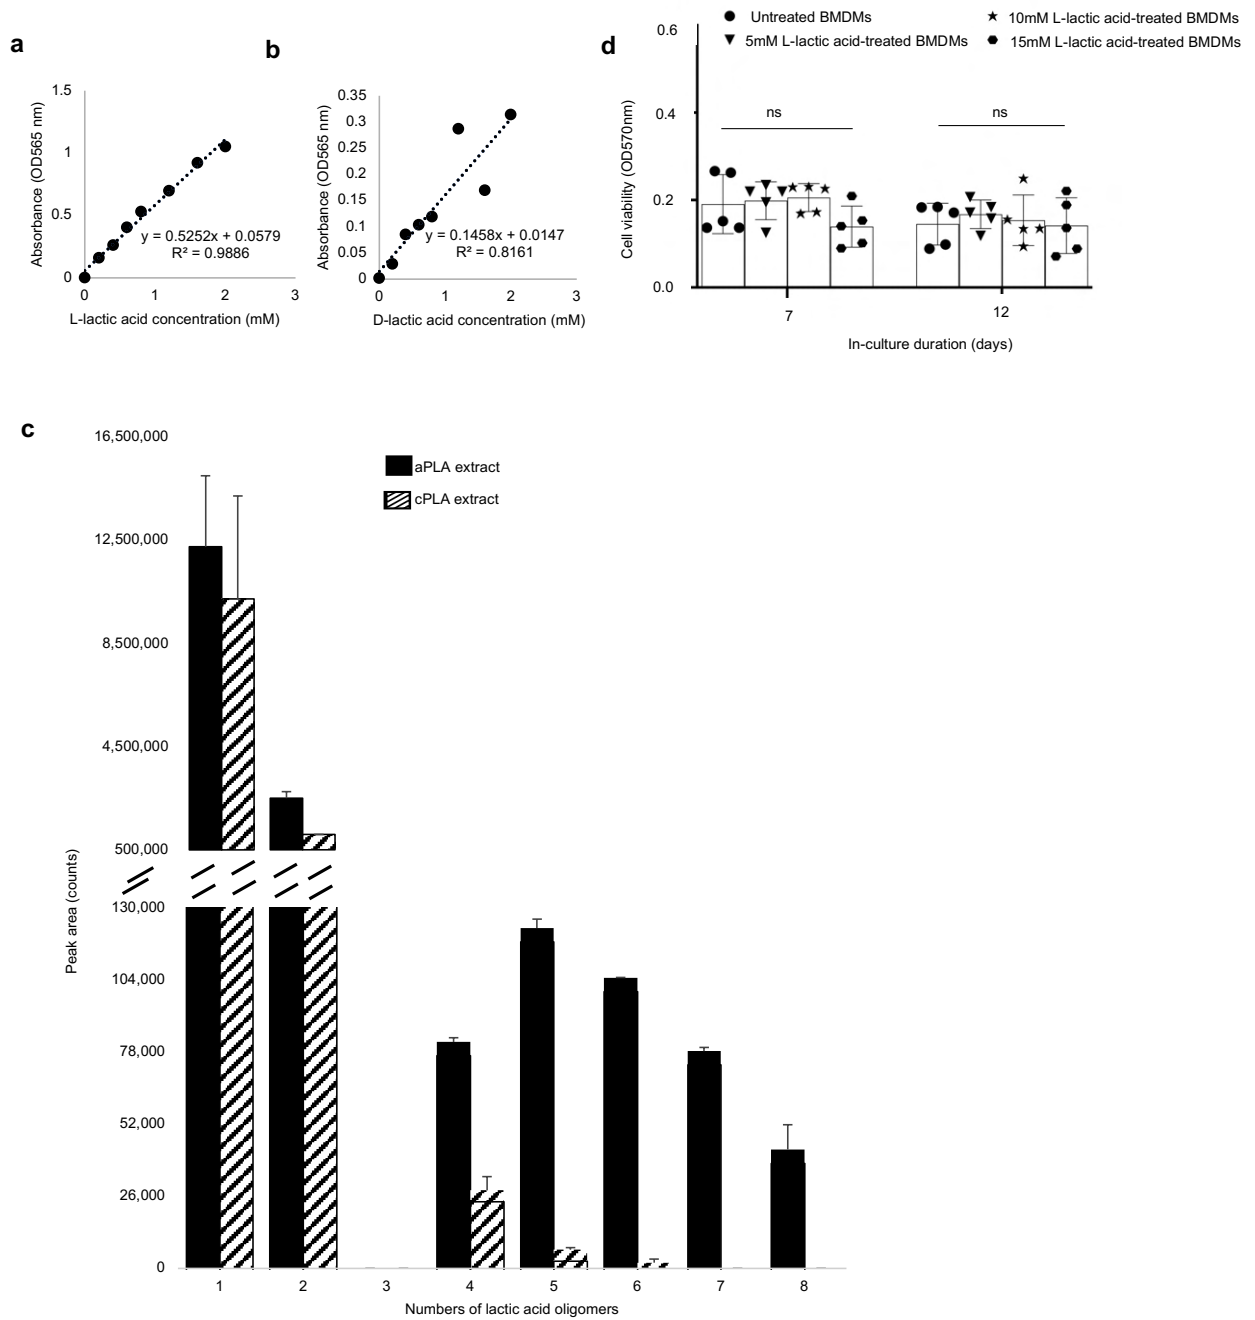 a
1.5
1
0.5
0
0
1
2
3
Absorbance (OD565 nm)
y = 0.5252x + 0.0579
R² = 0.9886
L-lactic acid concentration (mM)
b
0.35
0.3
0.25
0.2
0.15
0.1
0.05
0
0
1
2
3
Absorbance (OD565 nm)
y = 0.1458x + 0.0147
R² = 0.8161
D-lactic acid concentration (mM)
d
Untreated BMDMs
5mM L-lactic acid-treated BMDMs
10mM L-lactic acid-treated BMDMs
15mM L-lactic acid-treated BMDMs
0.6
0.4
0.2
0.0
Cell viability (OD570nm)
ns
ns
7
12
In-culture duration (days)
c
16,500,000
12,500,000
8,500,000
4,500,000
500,000
130,000
104,000
78,000
52,000
26,000
0
Peak area (counts)
aPLA extract
cPLA extract
1
2
3
4
5
6
7
8
Numbers of lactic acid oligomers